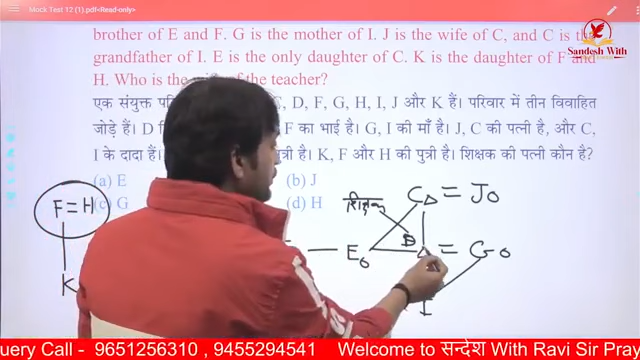 Mock Test 12 (1).pdf<Read-only>
Sandesh With
brother of E and F. G is the mother of I. J is the wife of C, and C is the
grandfather of I. E is the only daughter of C. K is the daughter of F and
H. Who is the wife of the teacher?
एक संयुक्त C, D, F, G, H, I, J और K हैं। परिवार में तीन विवाहित
जोड़े हैं। D F का भाई है। G, I की माँ है। J, C की पत्नी है, और C,
I के दादा हैं। पुत्री है। K, F और H की पुत्री है। शिक्षक की पत्नी कौन है?
(a) E (b) J
(c) G (d) H
F = H
K
शिक्षक
C = J
E D = G
I
uery Call - 9651256310 , 9455294541 Welcome to सन्देश With Ravi Sir Pray